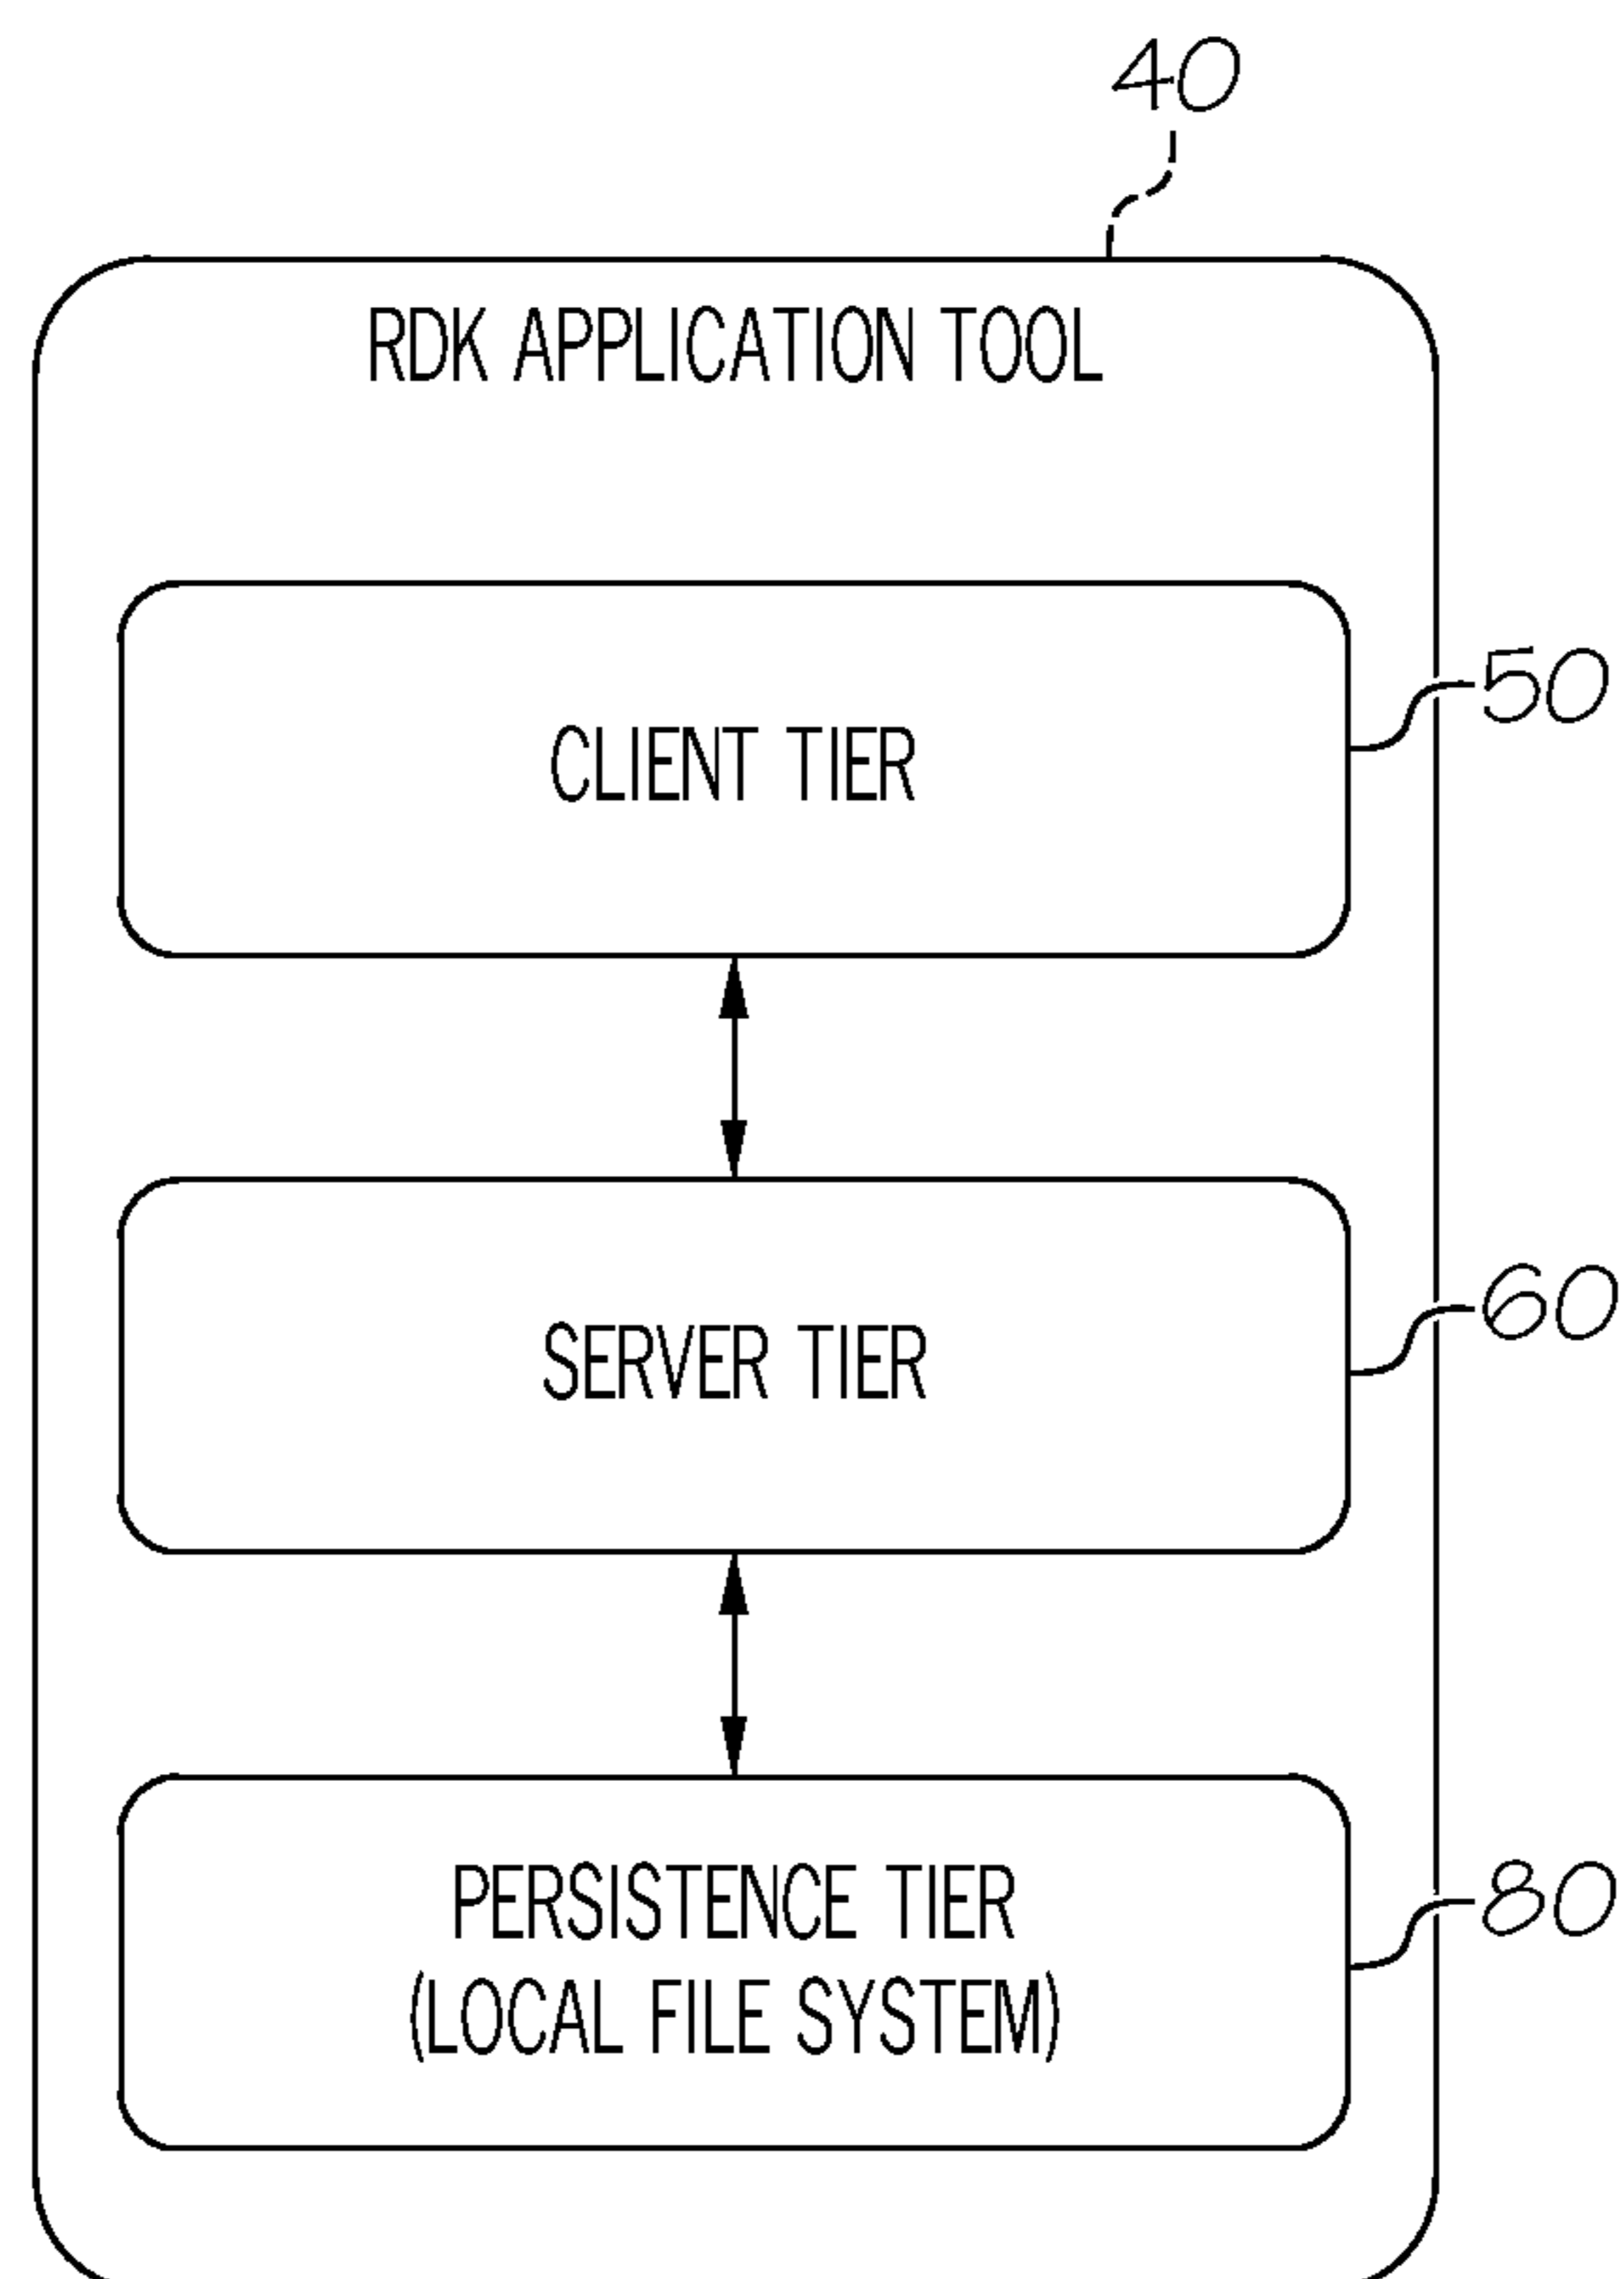 40
RDK APPLICATION TOOL
50
CLIENT TIER
60
SERVER TIER
80
PERSISTENCE TIER
(LOCAL FILE SYSTEM)